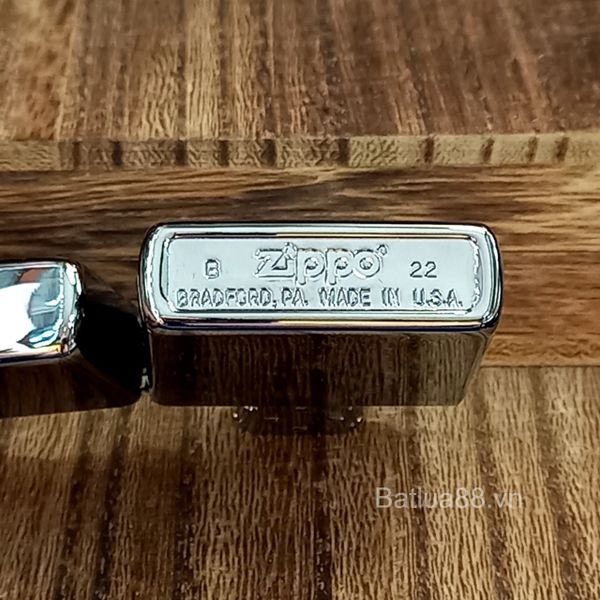 B Zippo 22
BRADFORD, PA. MADE IN U.S.A.
Batlua88.vn